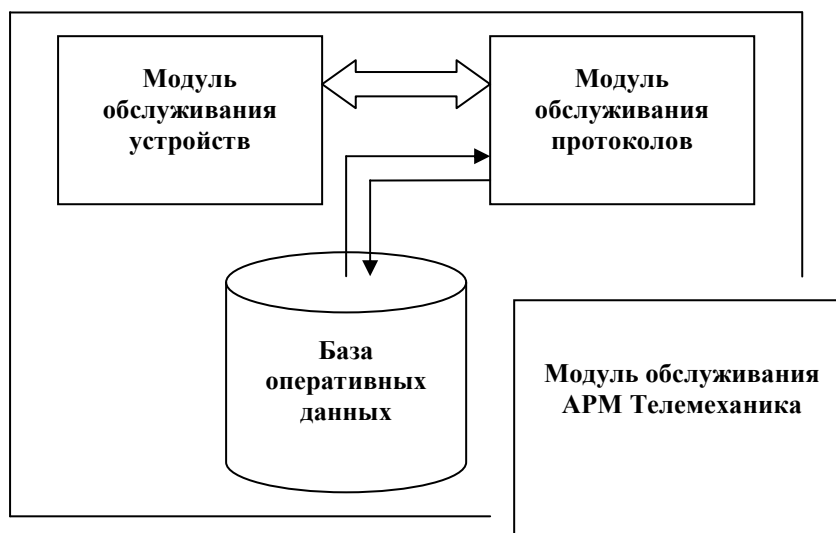 Модуль
обслуживания
устройств
Модуль
обслуживания
протоколов
База
оперативных
данных
Модуль обслуживания
АРМ Телемеханика